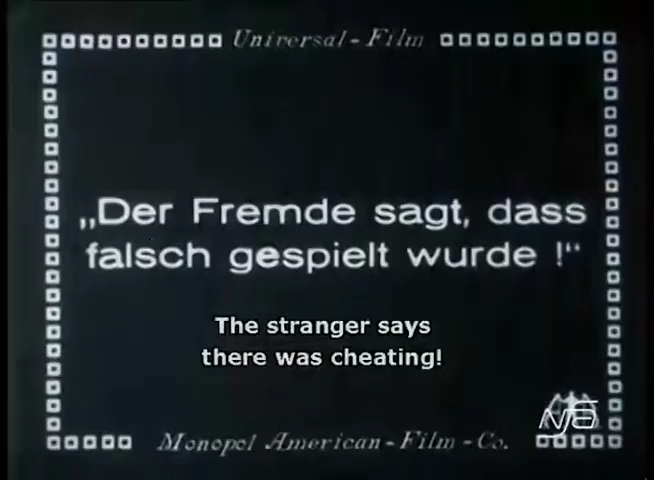 Universal-Film
„Der Fremde sagt, dass
falsch gespielt wurde !“
The stranger says
there was cheating!
Monopol American-Film-Co.